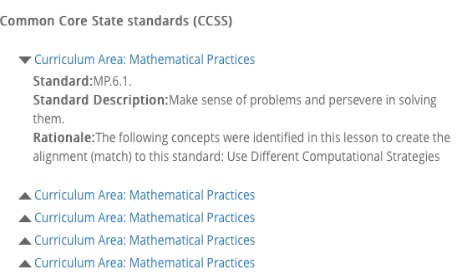 Common Core State standards (CCSS)
Curriculum Area: Mathematical Practices
Standard:MP.6.1.
Standard Description:Make sense of problems and persevere in solving
them.
Rationale:The following concepts were identified in this lesson to create the
alignment (match) to this standard: Use Different Computational Strategies
Curriculum Area: Mathematical Practices
Curriculum Area: Mathematical Practices
Curriculum Area: Mathematical Practices
Curriculum Area: Mathematical Practices